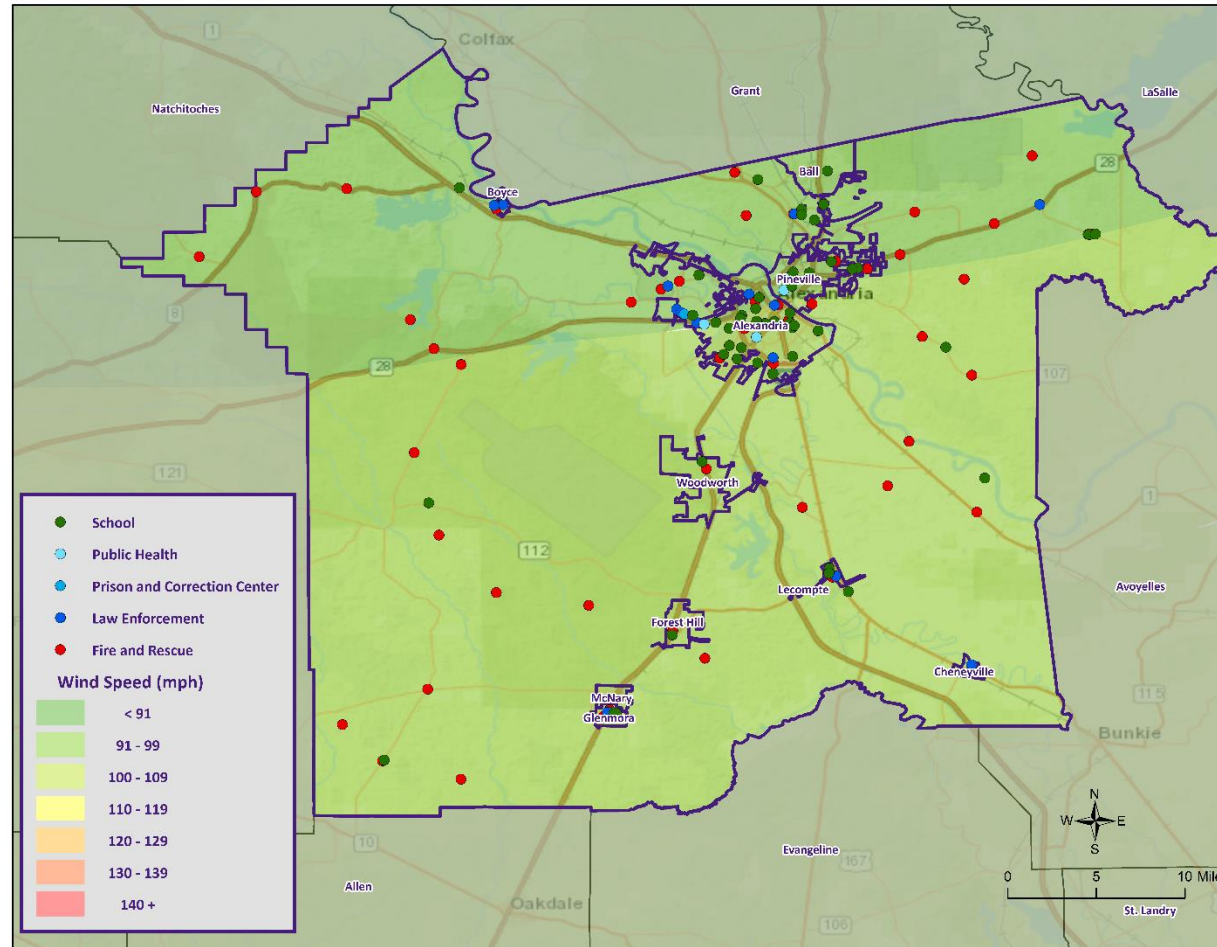 1
Colfax
Natchitoches
Grant
LaSalle
28
Ball
Boyce
Pineville
Alexandria
Alexandria
8
28
107
121
Woodworth
1
112
Lecompte
Avoyelles
Forest Hill
Cheneyville
115
McNary
Glenmora
Bunkie
School
Public Health
Prison and Correction Center
Law Enforcement
Fire and Rescue
Wind Speed (mph)
< 91
91 - 99
100 - 109
110 - 119
120 - 129
130 - 139
140 +
N
W E
S
10
Evangeline
167
0 5 10 Mile
Allen
Oakdale
106
St. Landry